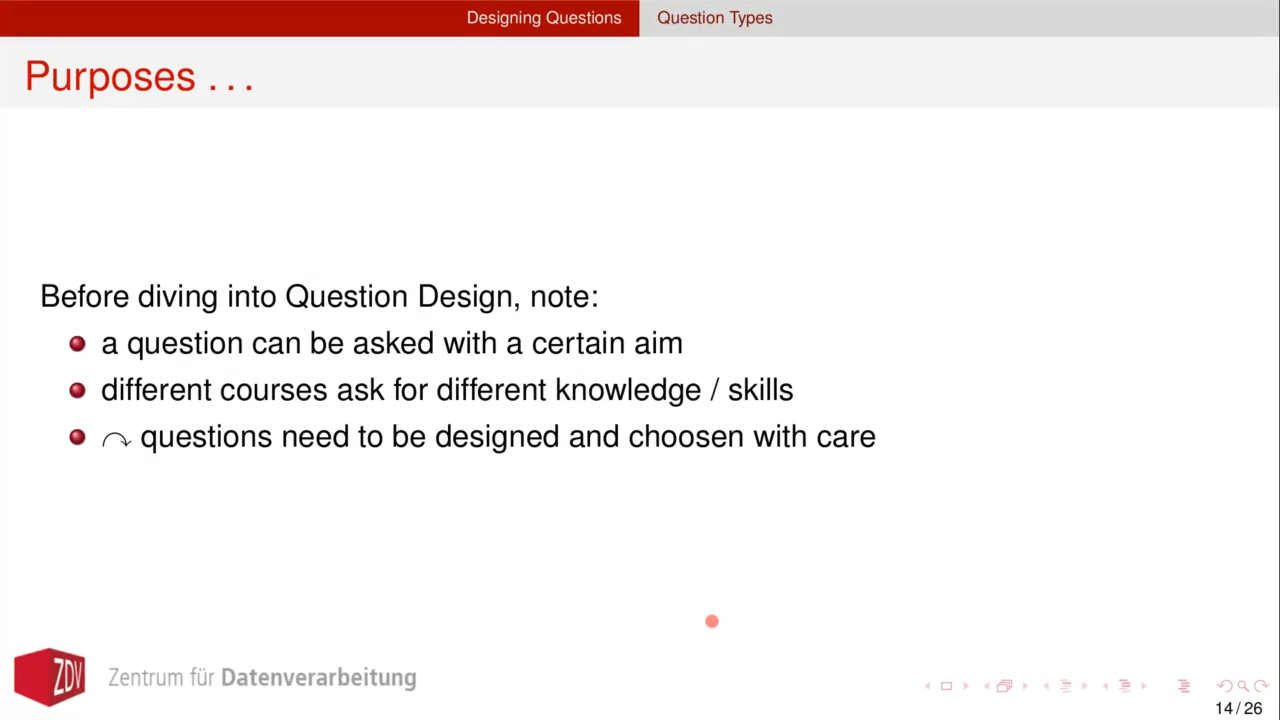 Designing Questions Question Types
Purposes . . .
Before diving into Question Design, note:
a question can be asked with a certain aim
different courses ask for different knowledge / skills
↷ questions need to be designed and choosen with care
ZDV Zentrum für Datenverarbeitung
14 / 26